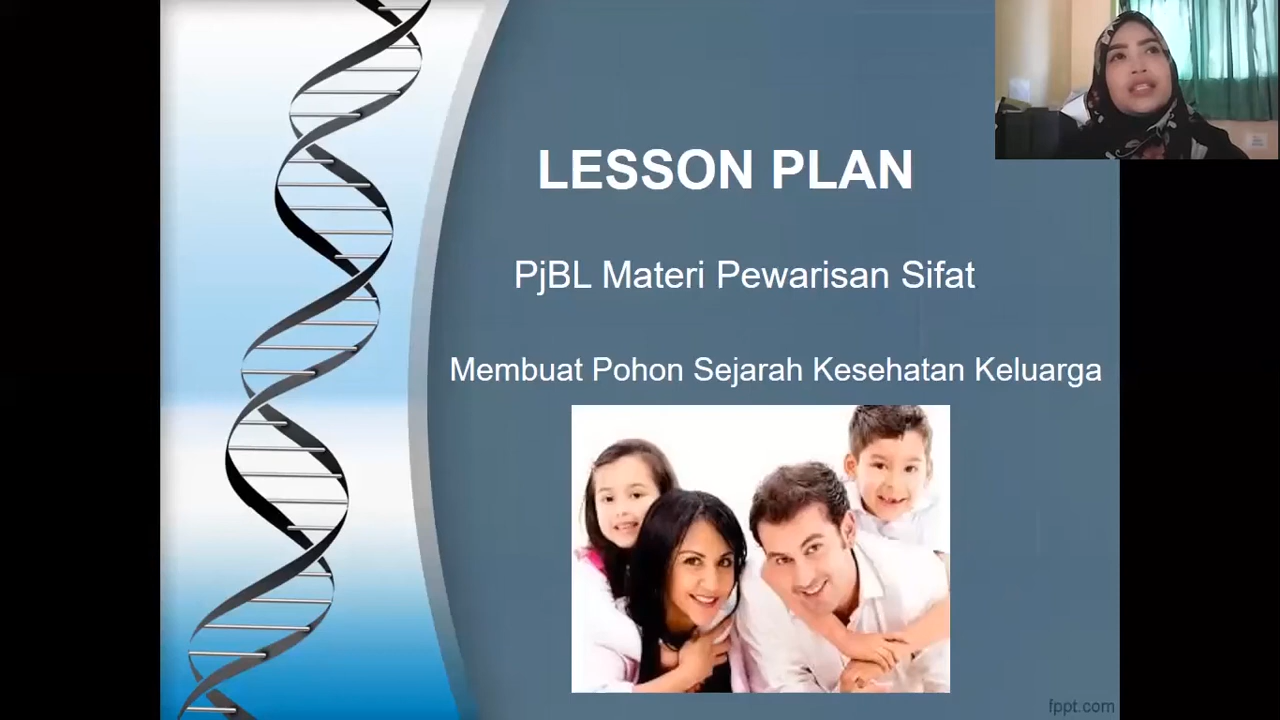 LESSON PLAN
PjBL Materi Pewarisan Sifat
Membuat Pohon Sejarah Kesehatan Keluarga
fppt.com